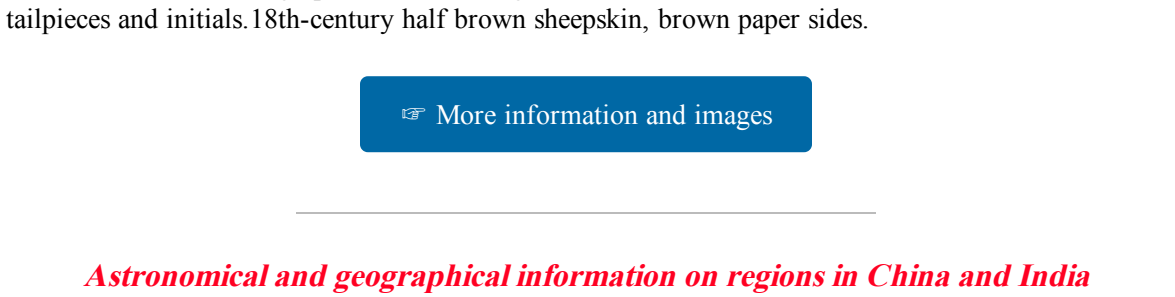 tailpieces and initials.18th-century half brown sheepskin, brown paper sides.
☞ More information and images
Astronomical and geographical information on regions in China and India